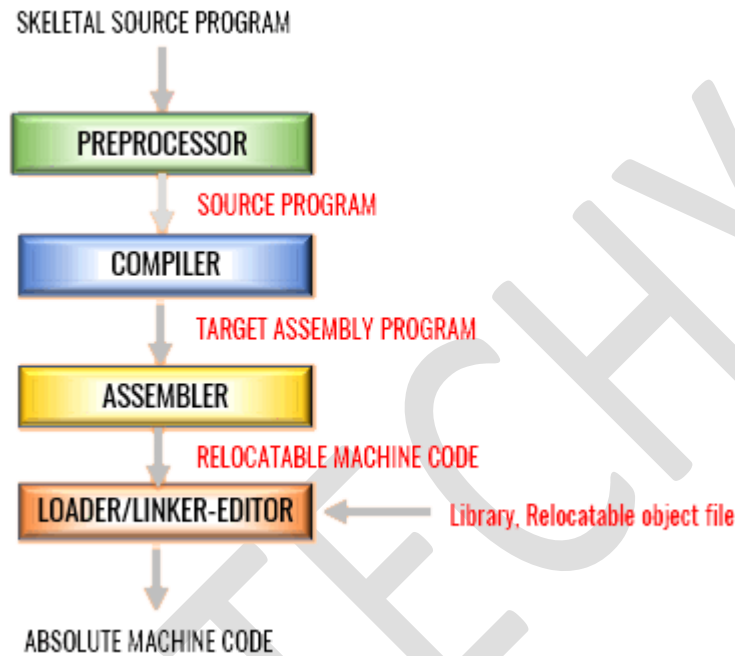 SKELETAL SOURCE PROGRAM
PREPROCESSOR
SOURCE PROGRAM
COMPILER
TARGET ASSEMBLY PROGRAM
ASSEMBLER
RELOCATABLE MACHINE CODE
LOADER/LINKER-EDITOR
Library, Relocatable object file
ABSOLUTE MACHINE CODE
TECHY